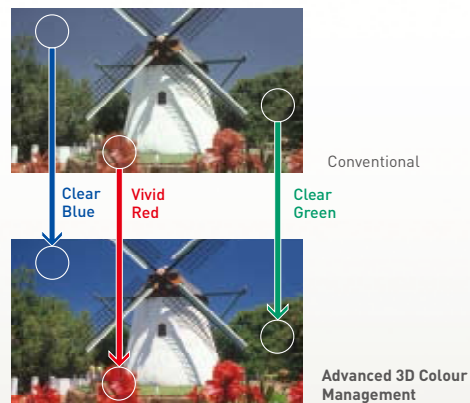 Conventional
Clear
Blue
Vivid
Red
Clear
Green
Advanced 3D Colour
Management